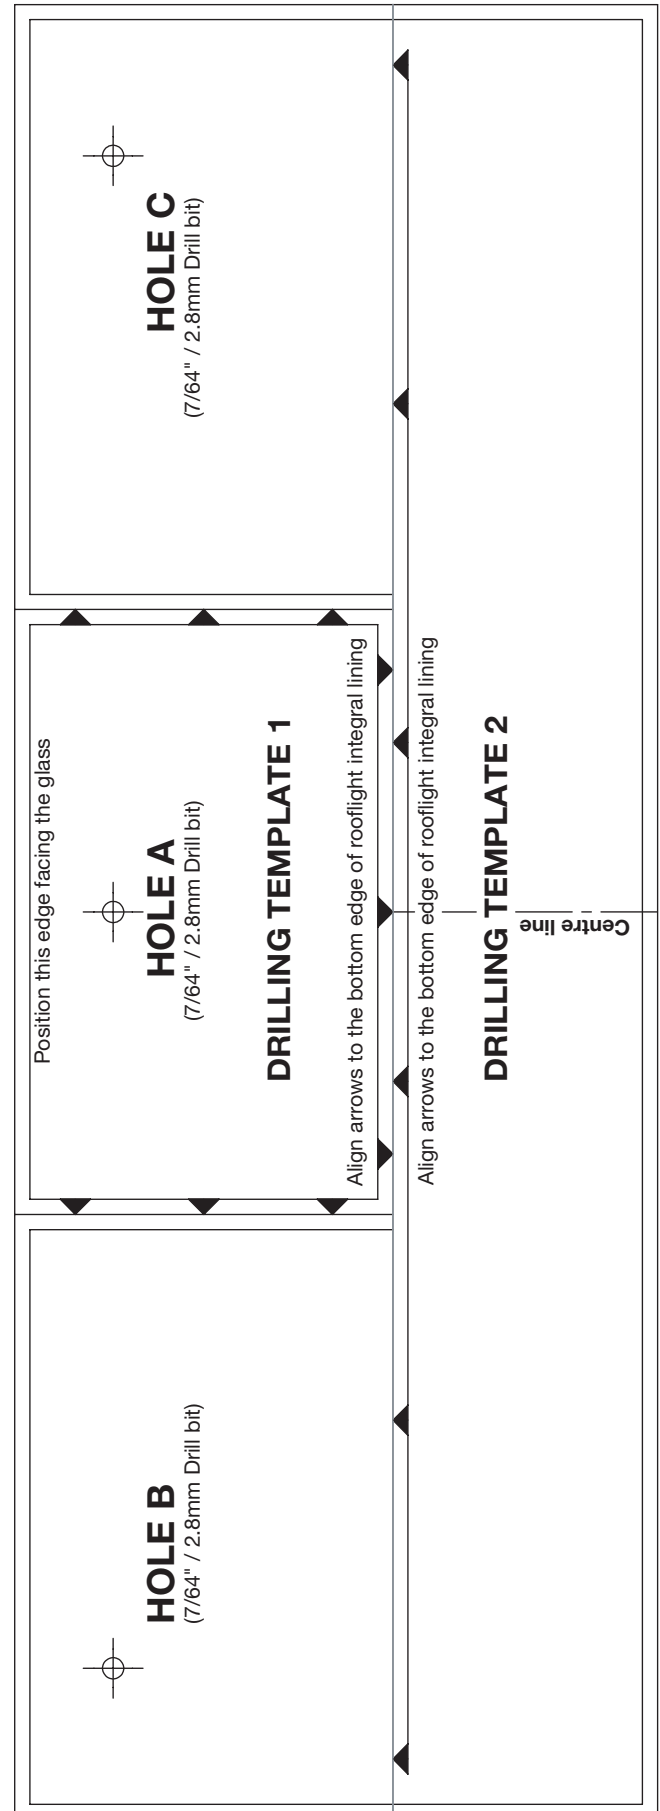 Position this edge facing the glass
HOLE B
(7/64" / 2.8mm Drill bit)
HOLE A
(7/64" / 2.8mm Drill bit)
HOLE C
(7/64" / 2.8mm Drill bit)
DRILLING TEMPLATE 1
Align arrows to the bottom edge of rooflight integral lining
Align arrows to the bottom edge of rooflight integral lining
DRILLING TEMPLATE 2
Centre line